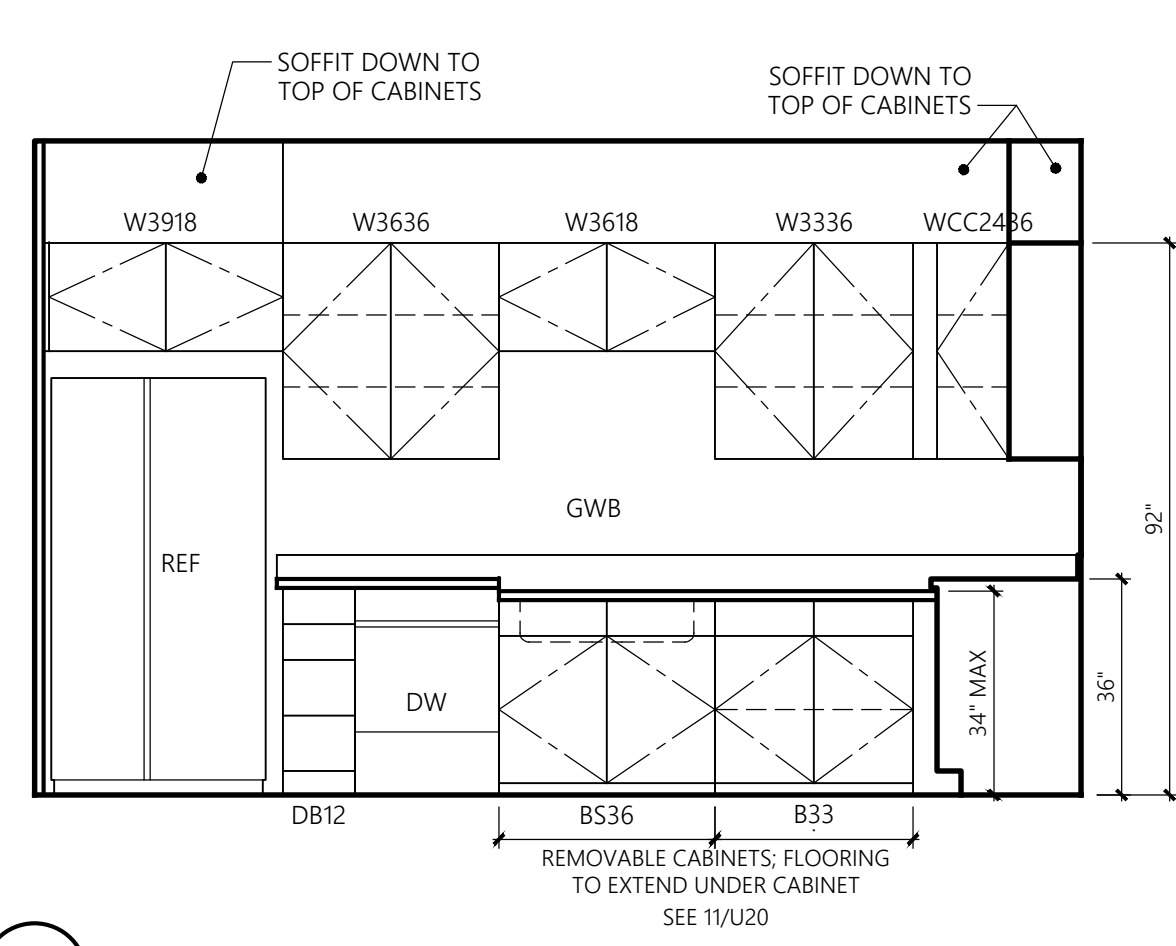 SOFFIT DOWN TO
TOP OF CABINETS
SOFFIT DOWN TO
TOP OF CABINETS
W3918
W3636
W3618
W3336
WCC2436
GWB
REF
DW
92"
36"
34" MAX
DB12
BS36
B33
REMOVABLE CABINETS; FLOORING
TO EXTEND UNDER CABINET
SEE 11/U20